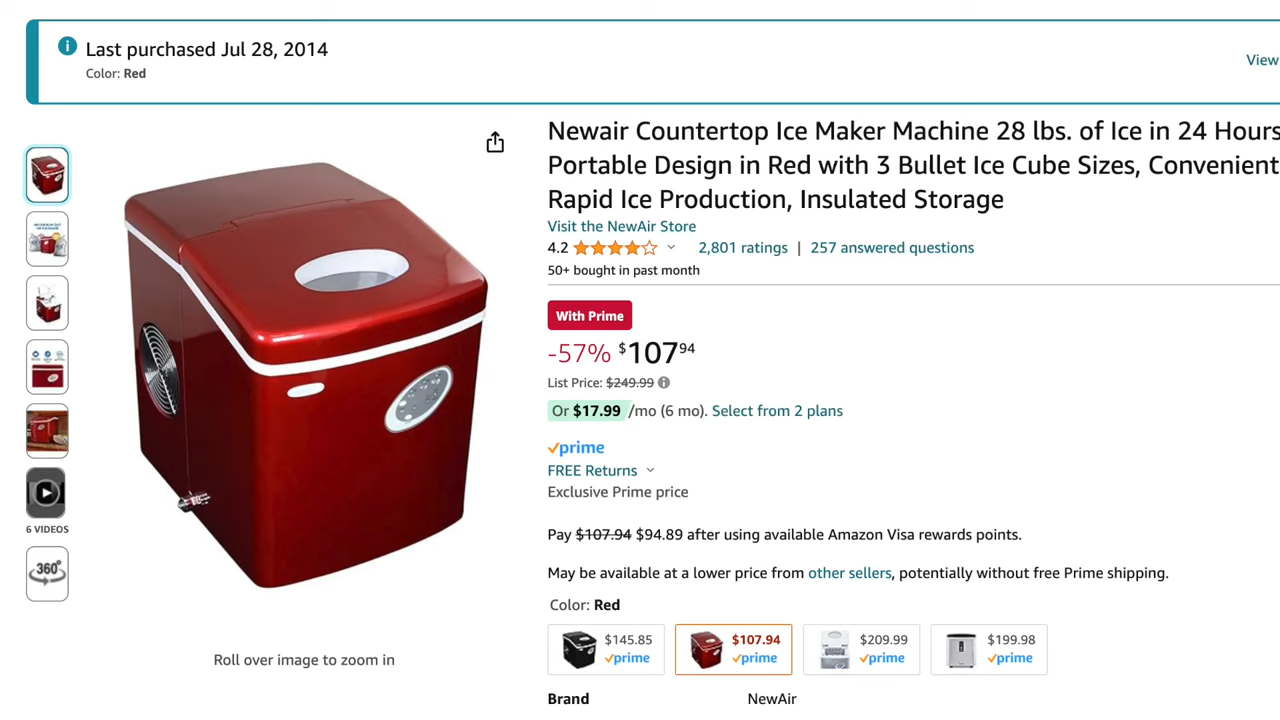 Last purchased Jul 28, 2014
View
Color: Red
Newair Countertop Ice Maker Machine 28 lbs. of Ice in 24 Hours
Portable Design in Red with 3 Bullet Ice Cube Sizes, Convenient
Rapid Ice Production, Insulated Storage
Visit the NewAir Store
4.2 2,801 ratings | 257 answered questions
50+ bought in past month
With Prime
-57% $107 94
List Price: $249.99
Or $17.99 /mo (6 mo). Select from 2 plans
prime
FREE Returns
Exclusive Prime price
Pay $107.94 $94.89 after using available Amazon Visa rewards points.
May be available at a lower price from other sellers, potentially without free Prime shipping.
Color: Red
$145.85 $107.94 $209.99 $199.98
prime prime prime prime
Brand NewAir
6 VIDEOS
360°
Roll over image to zoom in